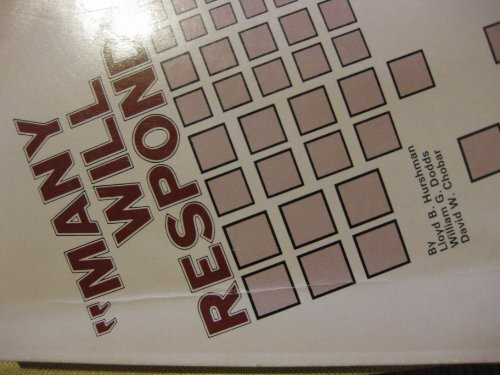 "MANY
WILL
RESPOND
By
Lloyd B. Hurshman
William G. Dodds
David W. Chobar